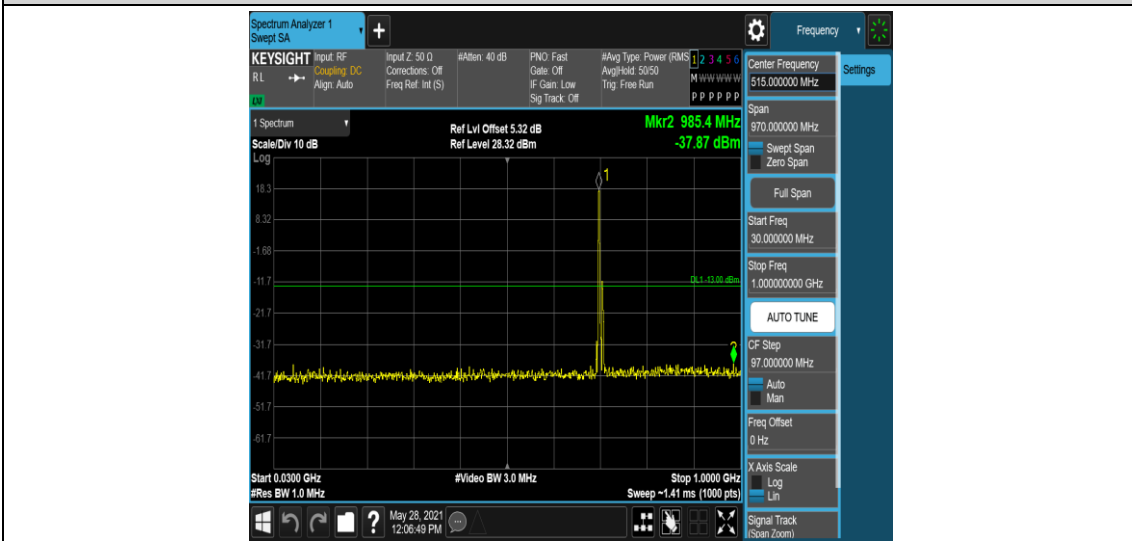 Spectrum Analyzer 1
Swept SA
+
Frequency
KEYSIGHT
RL
LXI
Input: RF
Coupling: DC
Align: Auto
Input Z: 50 Ω
Corrections: Off
Freq Ref: Int (S)
#Atten: 40 dB
PNO: Fast
Gate: Off
IF Gain: Low
Sig Track: Off
#Avg Type: Power (RMS
Avg|Hold: 50/50
Trig: Free Run
1 2 3 4 5 6
M W W W W W
P P P P P P
1 Spectrum
Scale/Div 10 dB
Log
Ref Lvl Offset 5.32 dB
Ref Level 28.32 dBm
Mkr2 985.4 MHz
-37.87 dBm
1
18.3
8.32
-1.68
DL1 -13.00 dBm
-11.7
-21.7
-31.7
-41.7
-51.7
-61.7
Start 0.0300 GHz
#Res BW 1.0 MHz
#Video BW 3.0 MHz
Stop 1.0000 GHz
Sweep ~1.41 ms (1000 pts)
?
May 28, 2021
12:06:49 PM
Center Frequency
515.000000 MHz
Settings
Span
970.000000 MHz
Swept Span
Zero Span
Full Span
Start Freq
30.000000 MHz
Stop Freq
1.000000000 GHz
AUTO TUNE
CF Step
97.000000 MHz
Auto
Man
Freq Offset
0 Hz
X Axis Scale
Log
Lin
Signal Track
(Span Zoom)